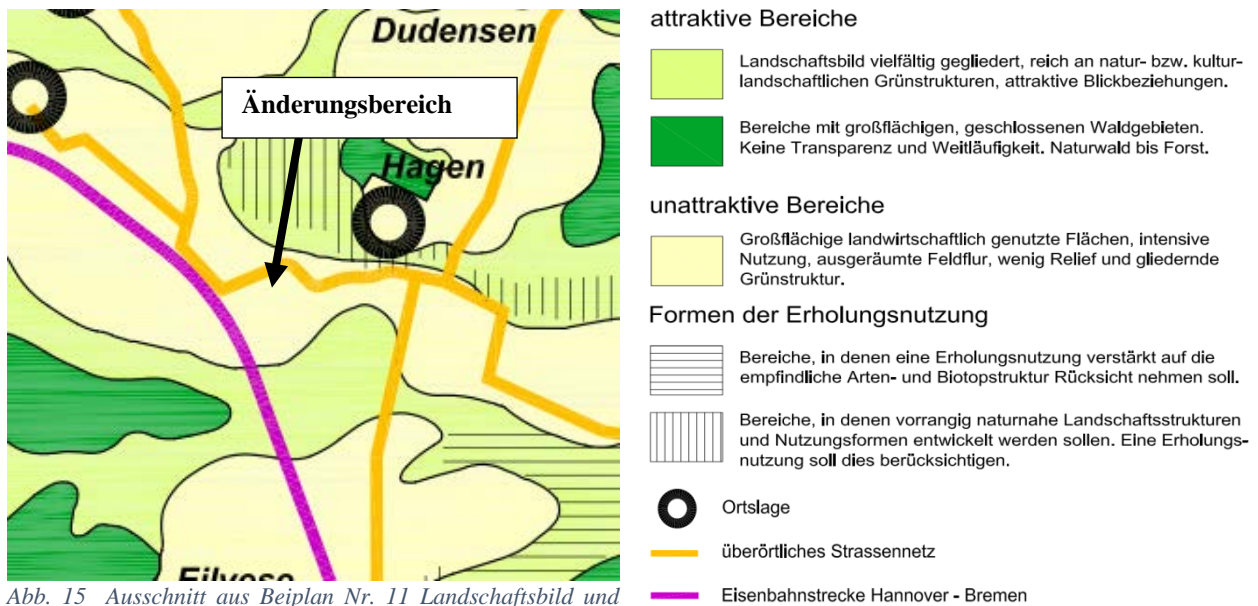 Dudensen
Änderungsbereich
Hagen
Eilvese
Abb. 15 Ausschnitt aus Beiplan Nr. 11 Landschaftsbild und
attraktive Bereiche
Landschaftsbild vielfältig gegliedert, reich an natur- bzw. kultur-
landschaftlichen Grünstrukturen, attraktive Blickbeziehungen.
Bereiche mit großflächigen, geschlossenen Waldgebieten.
Keine Transparenz und Weitläufigkeit. Naturwald bis Forst.
unattraktive Bereiche
Großflächige landwirtschaftlich genutzte Flächen, intensive
Nutzung, ausgeräumte Feldflur, wenig Relief und gliedernde
Grünstruktur.
Formen der Erholungsnutzung
Bereiche, in denen eine Erholungsnutzung verstärkt auf die
empfindliche Arten- und Biotopstruktur Rücksicht nehmen soll.
Bereiche, in denen vorrangig naturnahe Landschaftsstrukturen
und Nutzungsformen entwickelt werden sollen. Eine Erholungs-
nutzung soll dies berücksichtigen.
Ortslage
überörtliches Strassennetz
Eisenbahnstrecke Hannover - Bremen